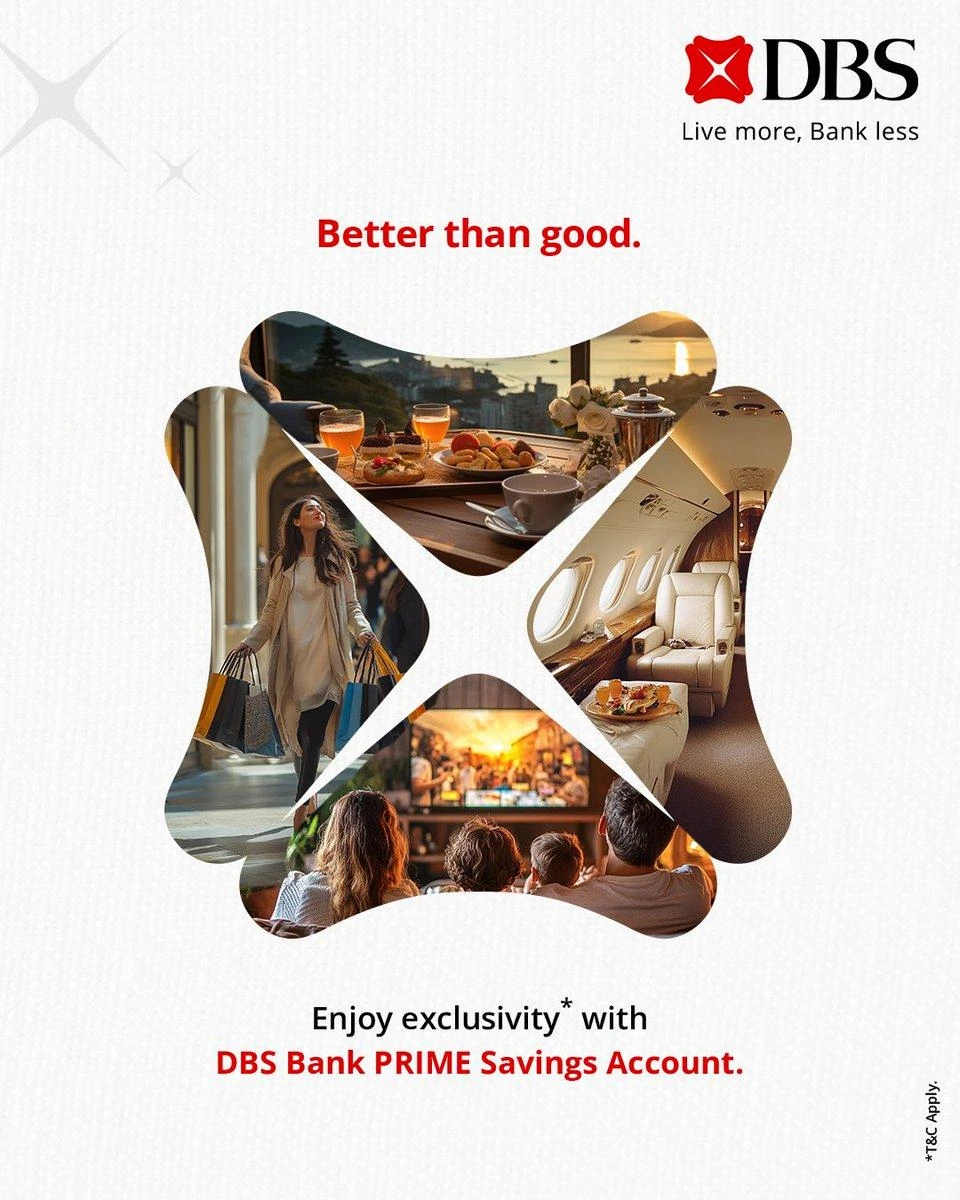 DBS
Live more, Bank less
Better than good.
Enjoy exclusivity* with
DBS Bank PRIME Savings Account.
*T&C Apply.